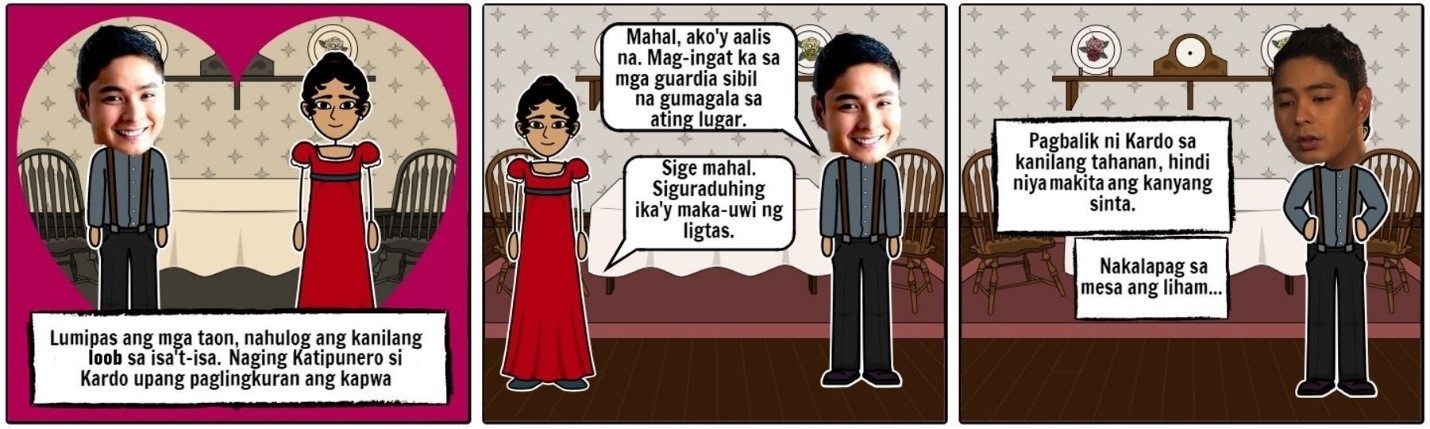 Lumipas ang mga taon, nahulog ang kanilang
loob sa isa't-isa. Naging Katipunero si
Kardo upang paglingkuran ang kapwa
Mahal, ako'y aalis
na. Mag-ingat ka sa
mga guardia sibil
na gumagala sa
ating lugar.
Sige mahal.
Siguraduhing
ika'y maka-uwi ng
ligtas.
Pagbalik ni Kardo sa
kanilang tahanan, hindi
niya makita ang kanyang
sinta.
Nakalapag sa
mesa ang liham...